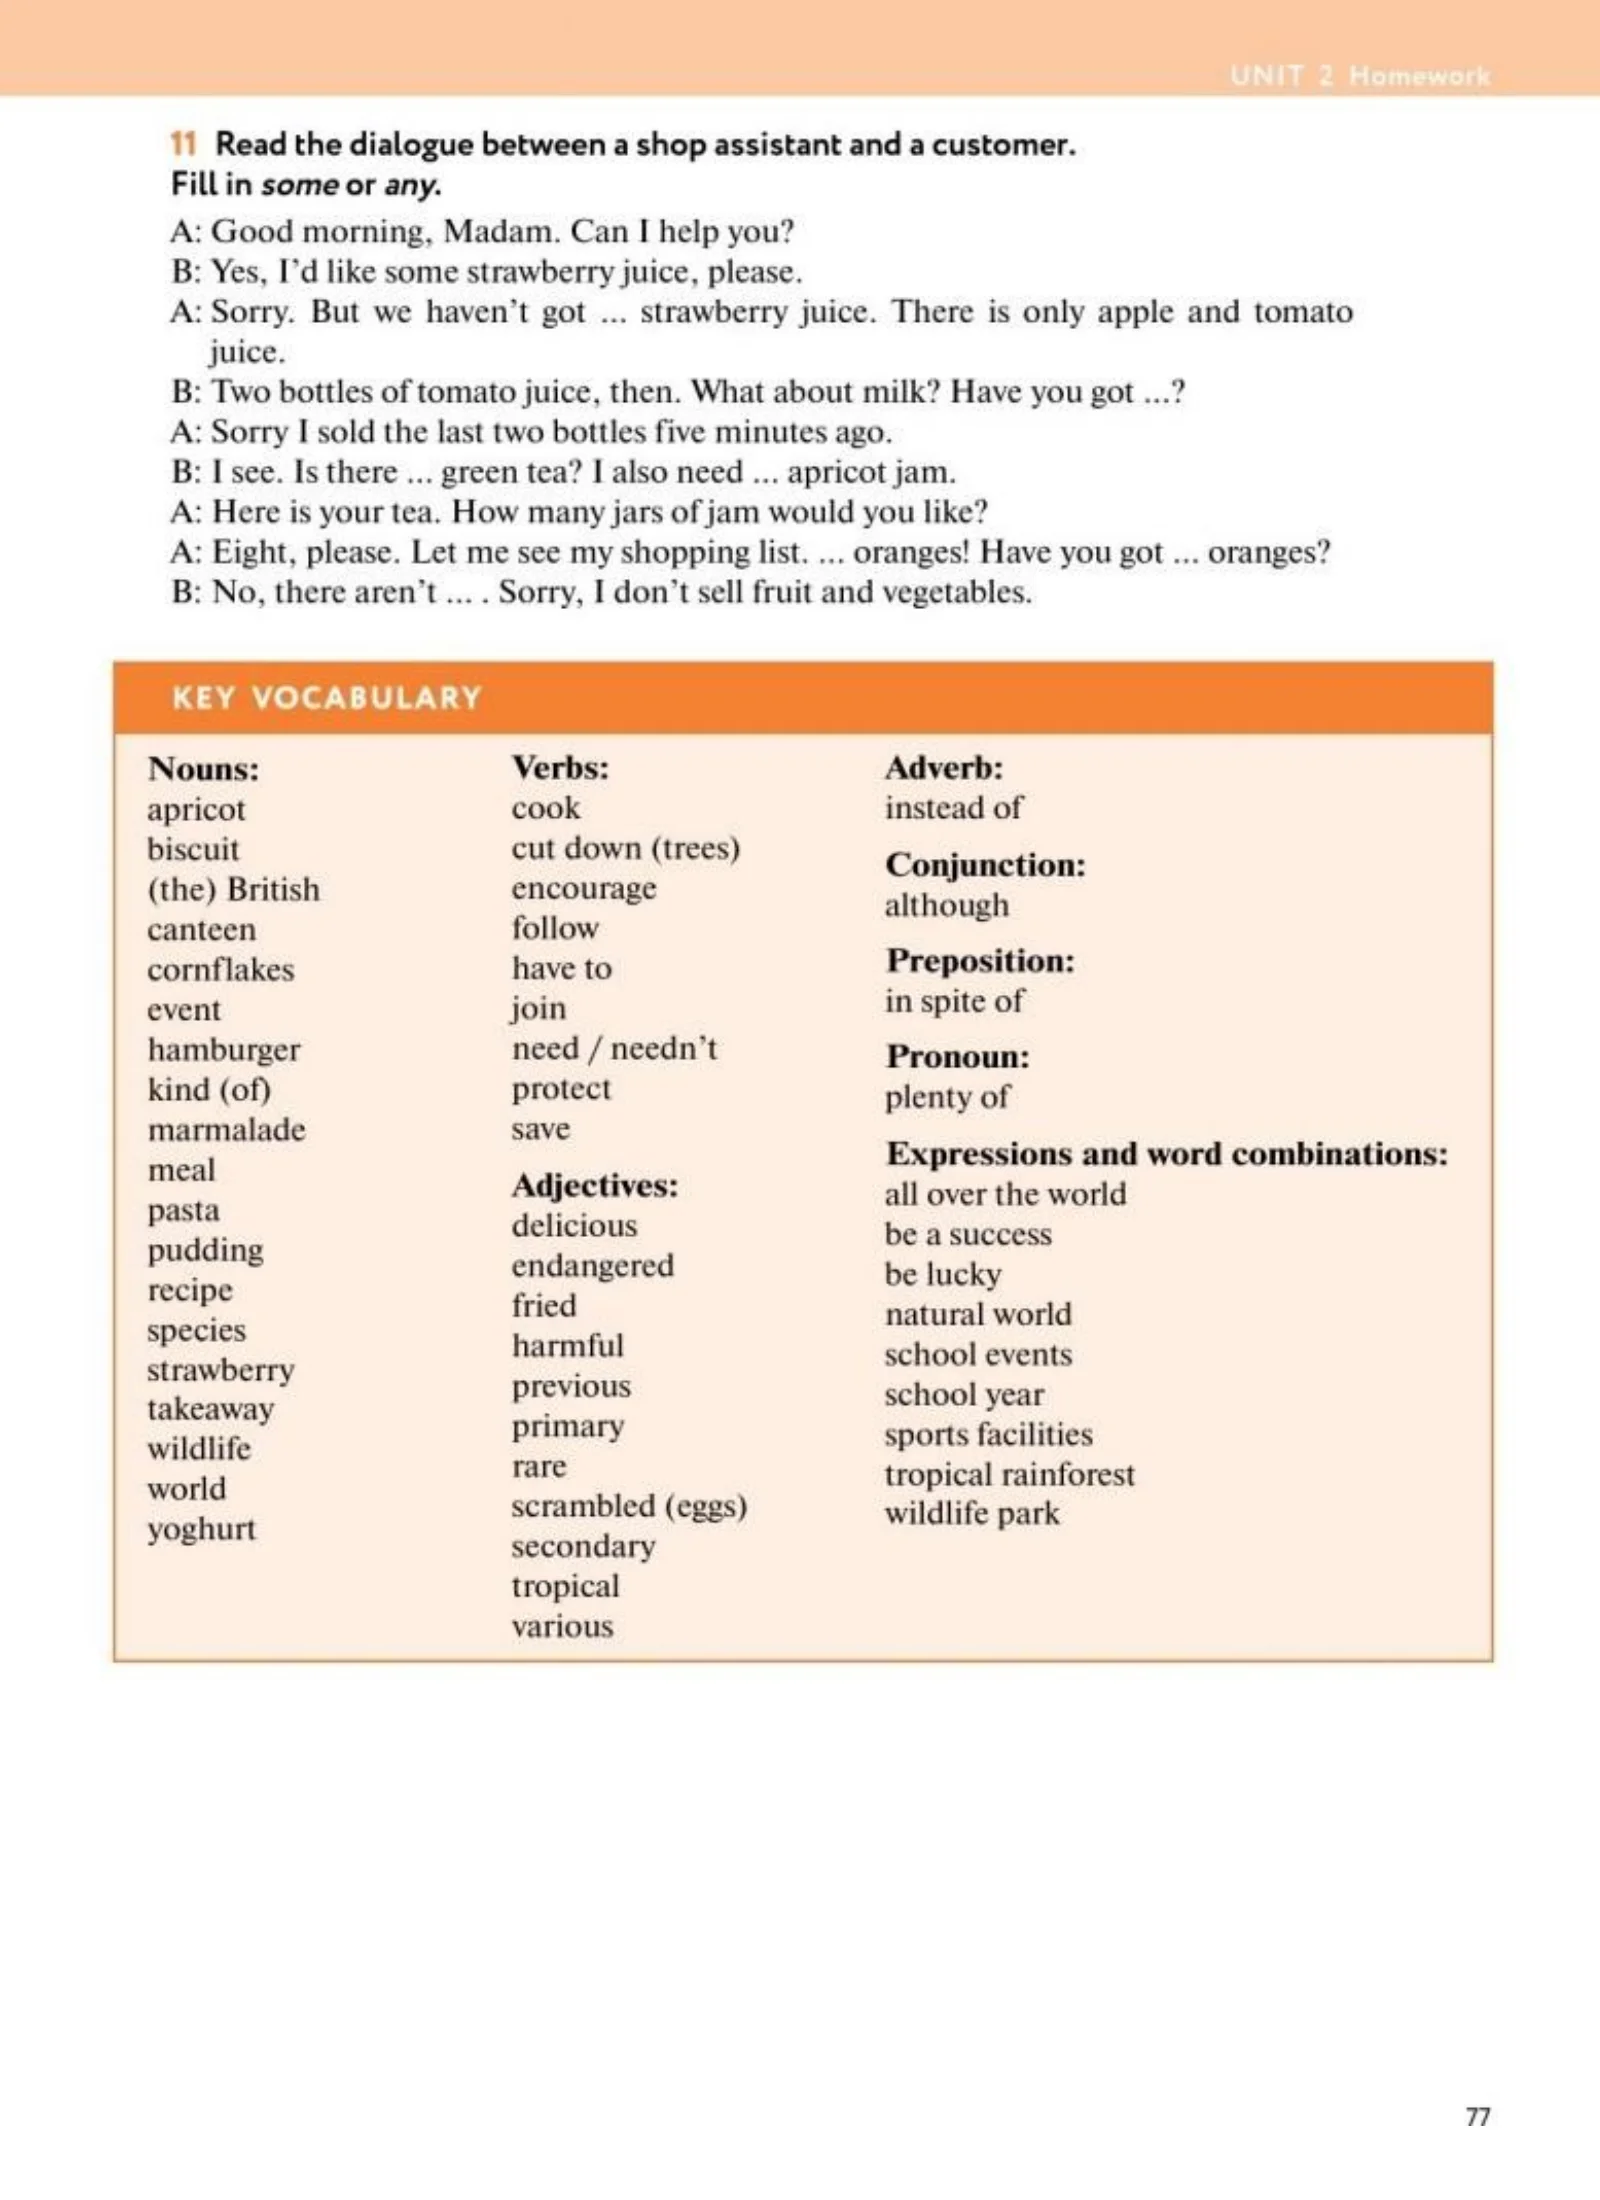 UNIT 2 Homework
11 Read the dialogue between a shop assistant and a customer.
Fill in some or any.
A: Good morning, Madam. Can I help you?
B: Yes, I'd like some strawberry juice, please.
A: Sorry. But we haven't got ... strawberry juice. There is only apple and tomato
juice.
B: Two bottles of tomato juice, then. What about milk? Have you got ...?
A: Sorry I sold the last two bottles five minutes ago.
B: I see. Is there ... green tea? I also need ... apricot jam.
A: Here is your tea. How many jars of jam would you like?
A: Eight, please. Let me see my shopping list. ... oranges! Have you got ... oranges?
B: No, there aren't ... . Sorry, I don't sell fruit and vegetables.
KEY VOCABULARY
Nouns:
apricot
biscuit
(the) British
canteen
cornflakes
event
hamburger
kind (of)
marmalade
meal
pasta
pudding
recipe
species
strawberry
takeaway
wildlife
world
yoghurt
Verbs:
cook
cut down (trees)
encourage
follow
have to
join
need / needn't
protect
save
Adjectives:
delicious
endangered
fried
harmful
previous
primary
rare
scrambled (eggs)
secondary
tropical
various
Adverb:
instead of
Conjunction:
although
Preposition:
in spite of
Pronoun:
plenty of
Expressions and word combinations:
all over the world
be a success
be lucky
natural world
school events
school year
sports facilities
tropical rainforest
wildlife park
77